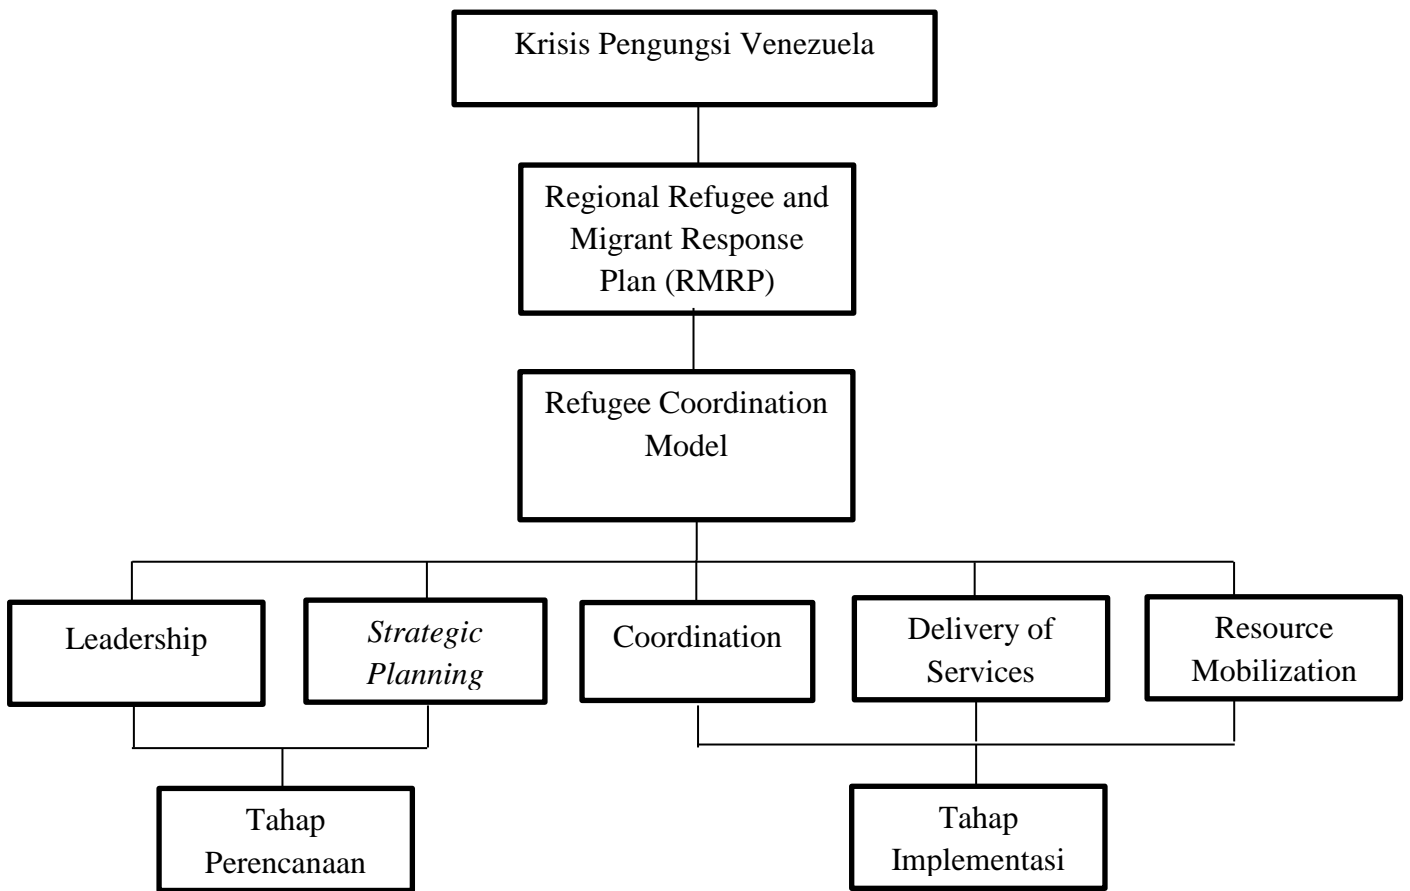 Krisis Pengungsi Venezuela
Regional Refugee and
Migrant Response
Plan (RMRP)
Refugee Coordination
Model
Leadership
Strategic
Planning
Coordination
Delivery of
Services
Resource
Mobilization
Tahap
Perencanaan
Tahap
Implementasi